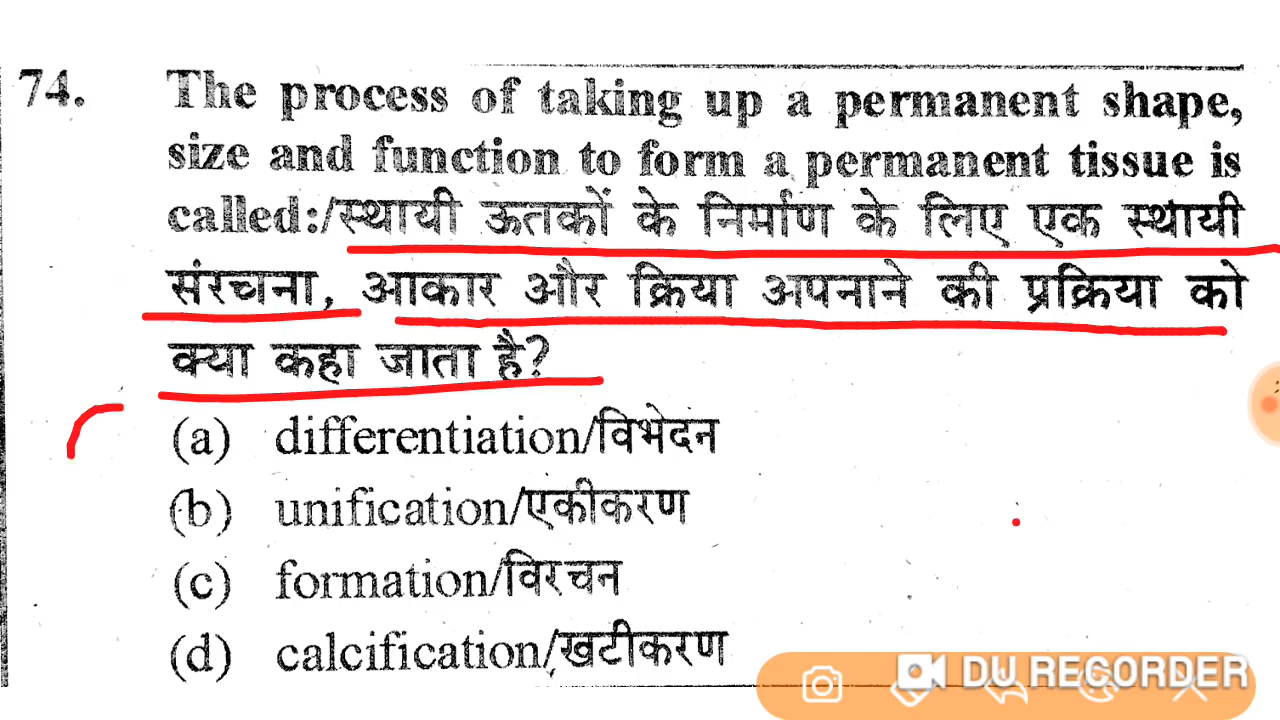 74. The process of taking up a permanent shape,
size and function to form a permanent tissue is
called:/स्थायी ऊतकों के निर्माण के लिए एक स्थायी
संरचना, आकार और क्रिया अपनाने की प्रक्रिया को
क्या कहा जाता है?
(a) differentiation/विभेदन
(b) unification/एकीकरण
(c) formation/विरचन
(d) calcification/खटीकरण
DU RECORDER